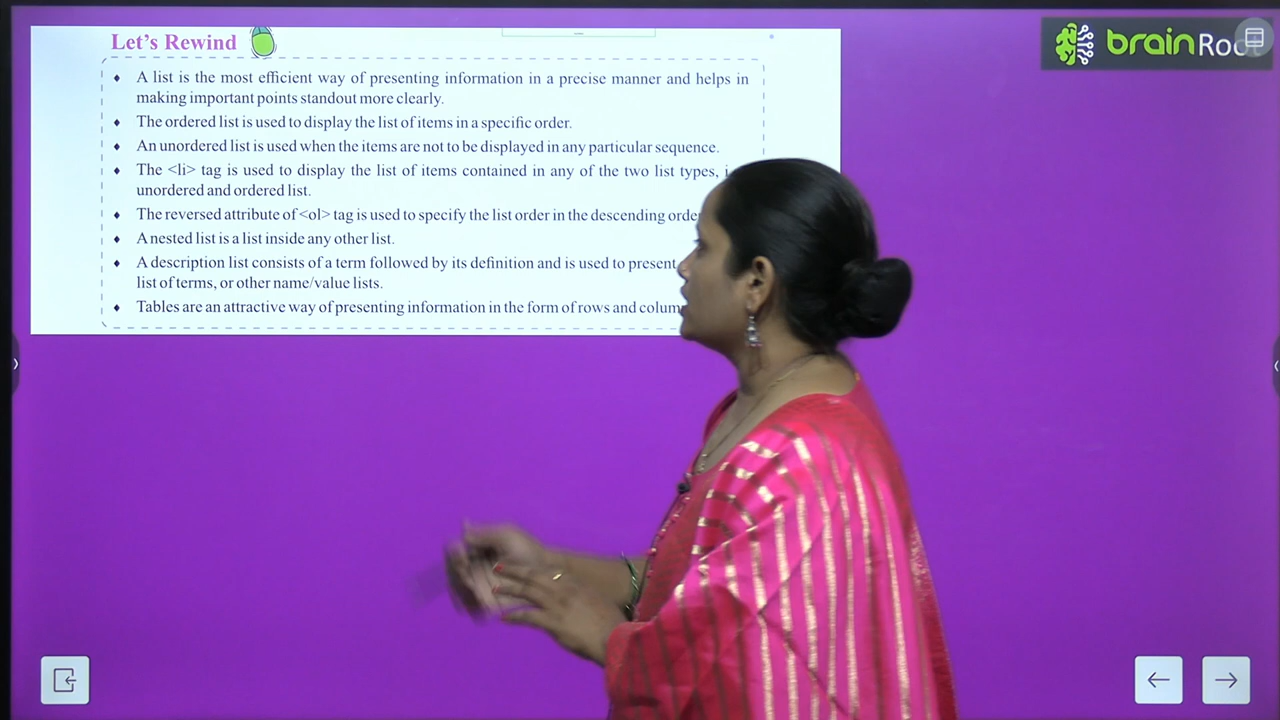 Let's Rewind
♦ A list is the most efficient way of presenting information in a precise manner and helps in
making important points standout more clearly.
♦ The ordered list is used to display the list of items in a specific order.
♦ An unordered list is used when the items are not to be displayed in any particular sequence.
♦ The <li> tag is used to display the list of items contained in any of the two list types,
unordered and ordered list.
♦ The reversed attribute of <ol> tag is used to specify the list order in the descending
♦ A nested list is a list inside any other list.
♦ A description list consists of a term followed by its definition and is used to present
list of terms, or other name/value lists.
♦ Tables are an attractive way of presenting information in the form of rows and
brainRoot